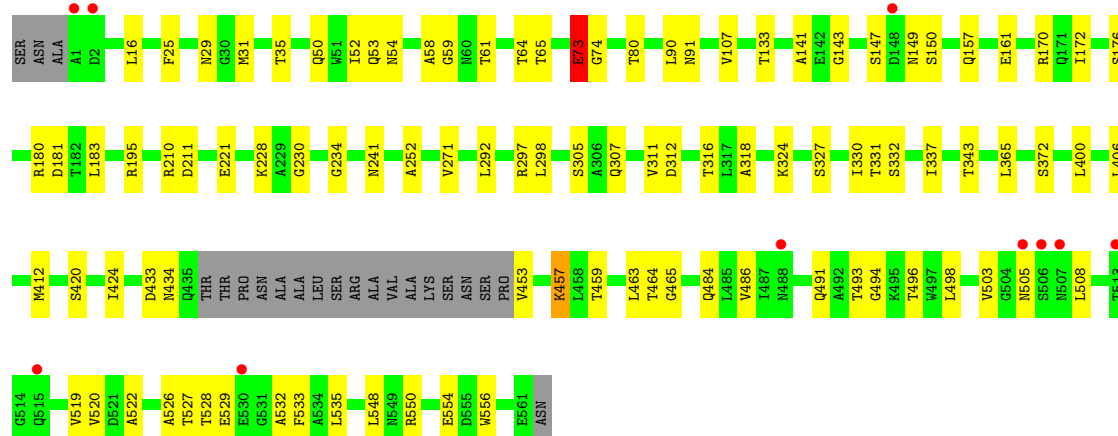 SER ASN ALA A1 D2 L16 F25 N29 G30 M31 T35 Q50 W51 I52 Q53 N54 A58 G59 N60 T61 T64 T65 E73 G74 T80 L90 N91 V107 T133 A141 E142 G143 S147 D148 N149 S150 Q157 E161 R170 Q171 I172 S176
R180 D181 T182 L183 R195 R210 D211 E221 K228 A229 G230 G234 N241 A252 V271 L292 R297 L298 S305 A306 Q307 V311 D312 T316 L317 A318 K324 S327 I330 T331 S332 I337 T343 L365 S372 L400 L406
M412 S420 I424 D433 N434 Q435 THR THR PRO ASN ALA ALA LEU SER ARG ALA VAL ALA LYS SER ASN SER PRO V453 K457 L458 T459 L463 T464 G465 Q484 L485 V486 I487 N488 Q491 A492 T493 G494 K495 T496 W497 L498 V503 G504 N505 S506 N507 L508 T513
G514 Q515 V519 V520 D521 A522 A526 T527 T528 E529 E530 G531 A532 F533 A534 L535 L548 N549 R550 E554 D555 W556 E561 ASN